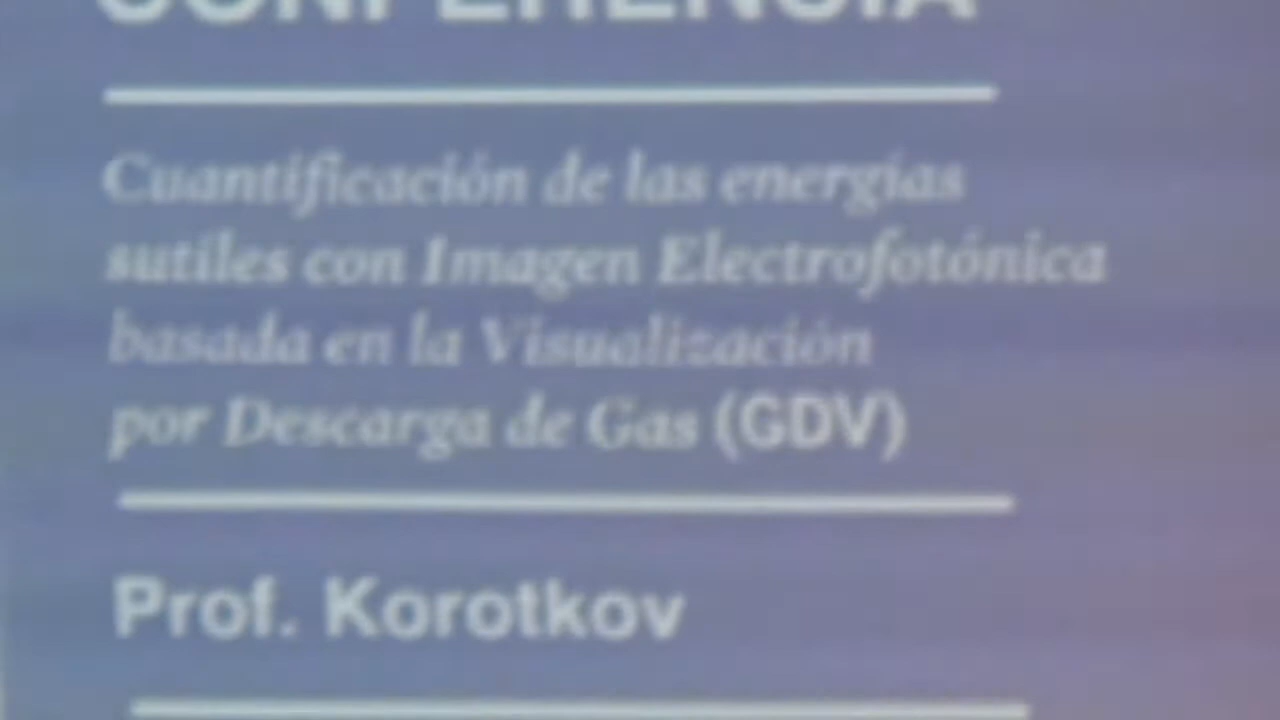 CONFERENCIA
Cuantificación de las energías
sutiles con Imagen Electrofotónica
basada en la Visualización
por Descarga de Gas (GDV)
Prof. Korotkov